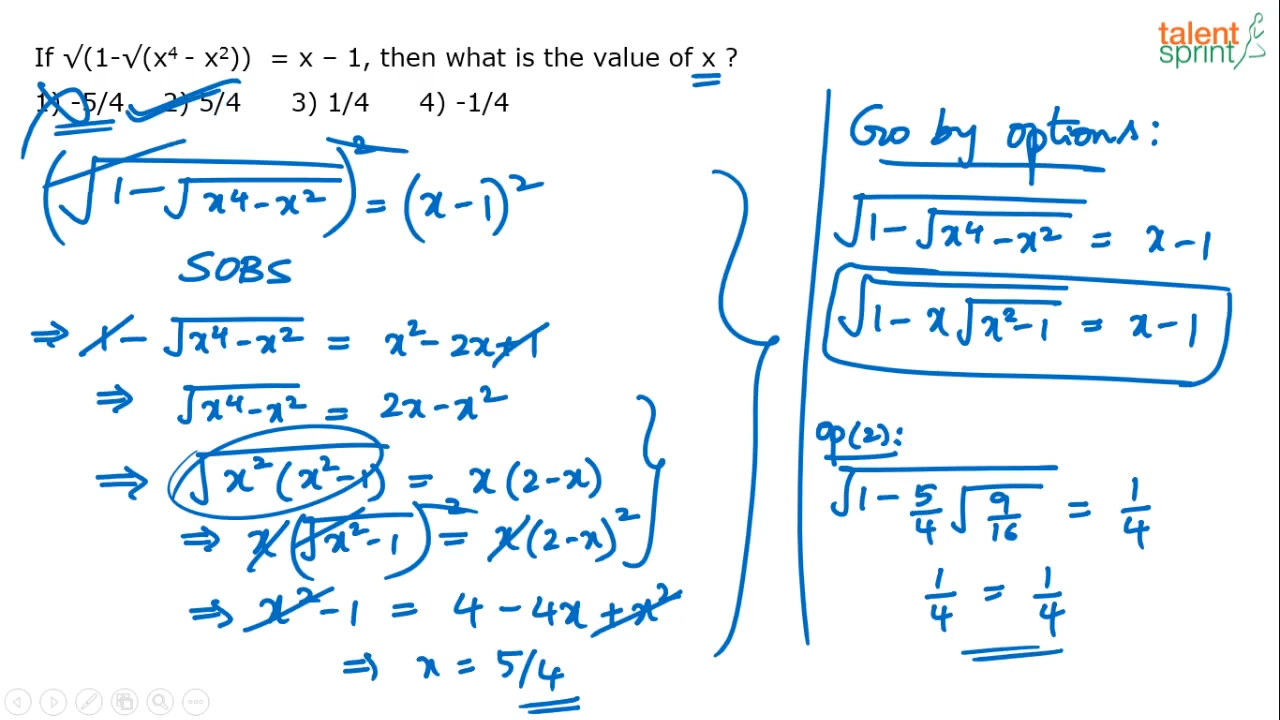 talent
sprint
If √(1-√(x⁴ - x²)) = x – 1, then what is the value of x ?
1) -5/4 2) 5/4 3) 1/4 4) -1/4
(√(1-√(x⁴-x²)))² = (x-1)²
SOBS
⇒ 1 - √(x⁴-x²) = x² - 2x + 1
⇒ √(x⁴-x²) = 2x - x²
⇒ √(x²(x²-1)) = x(2-x)
⇒ x(√(x²-1))² = x(2-x)²
⇒ x² - 1 = 4 - 4x + x²
⇒ x = 5/4
Go by options:
√(1-√(x⁴-x²)) = x-1
√(1-x√(x²-1)) = x-1
op(2):
√(1-5/4√(9/16)) = 1/4
1/4 = 1/4